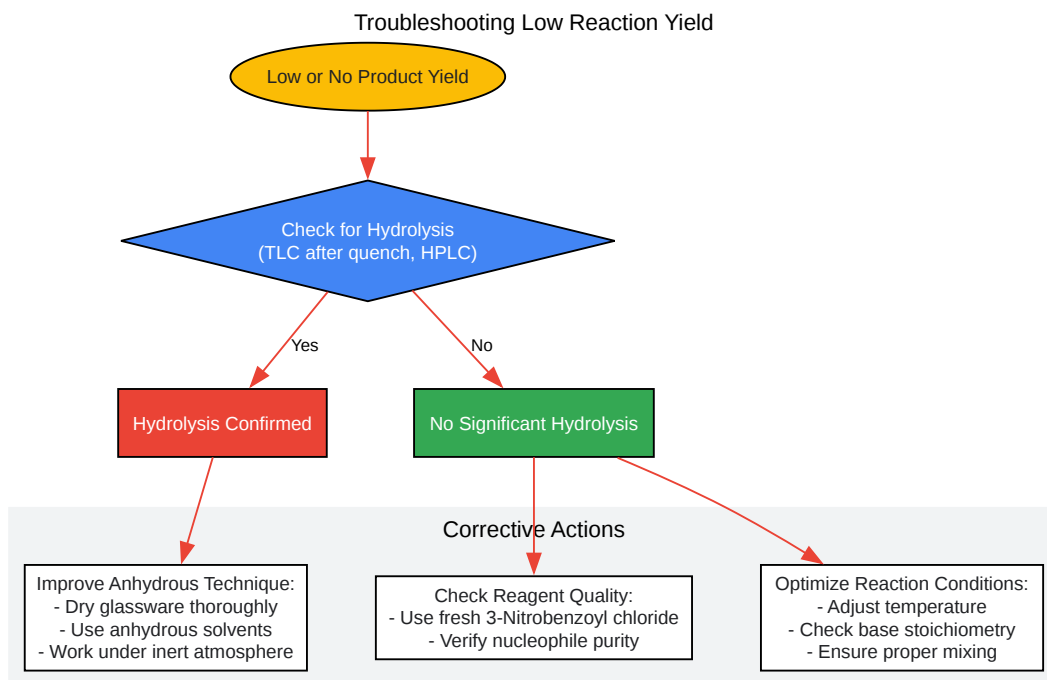 Troubleshooting Low Reaction Yield
Low or No Product Yield
Check for Hydrolysis
(TLC after quench, HPLC)
Yes
No
Hydrolysis Confirmed
No Significant Hydrolysis
Corrective Actions
Improve Anhydrous Technique:
- Dry glassware thoroughly
- Use anhydrous solvents
- Work under inert atmosphere
Check Reagent Quality:
- Use fresh 3-Nitrobenzoyl chloride
- Verify nucleophile purity
Optimize Reaction Conditions:
- Adjust temperature
- Check base stoichiometry
- Ensure proper mixing